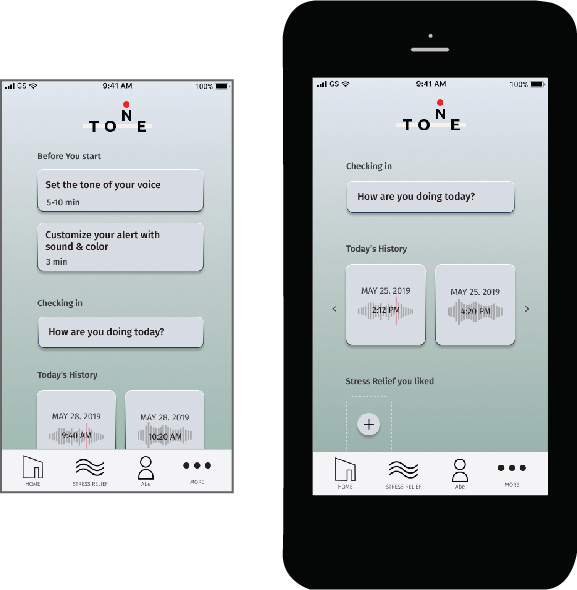 GS 9:41 AM 100%
TONE
Before You start
Set the tone of your voice
5-10 min
Customize your alert with
sound & color
3 min
Checking in
How are you doing today?
Today's History
MAY 28. 2019
9:40 AM
MAY 28. 2019
10:20 AM
HOME
STRESS RELIEF
ABE
MORE
GS 9:41 AM 100%
TONE
Checking in
How are you doing today?
Today's History
MAY 25. 2019
2:12 PM
MAY 25. 2019
4:20 PM
Stress Relief you liked
+
HOME
STRESS RELIEF
ABE
MORE